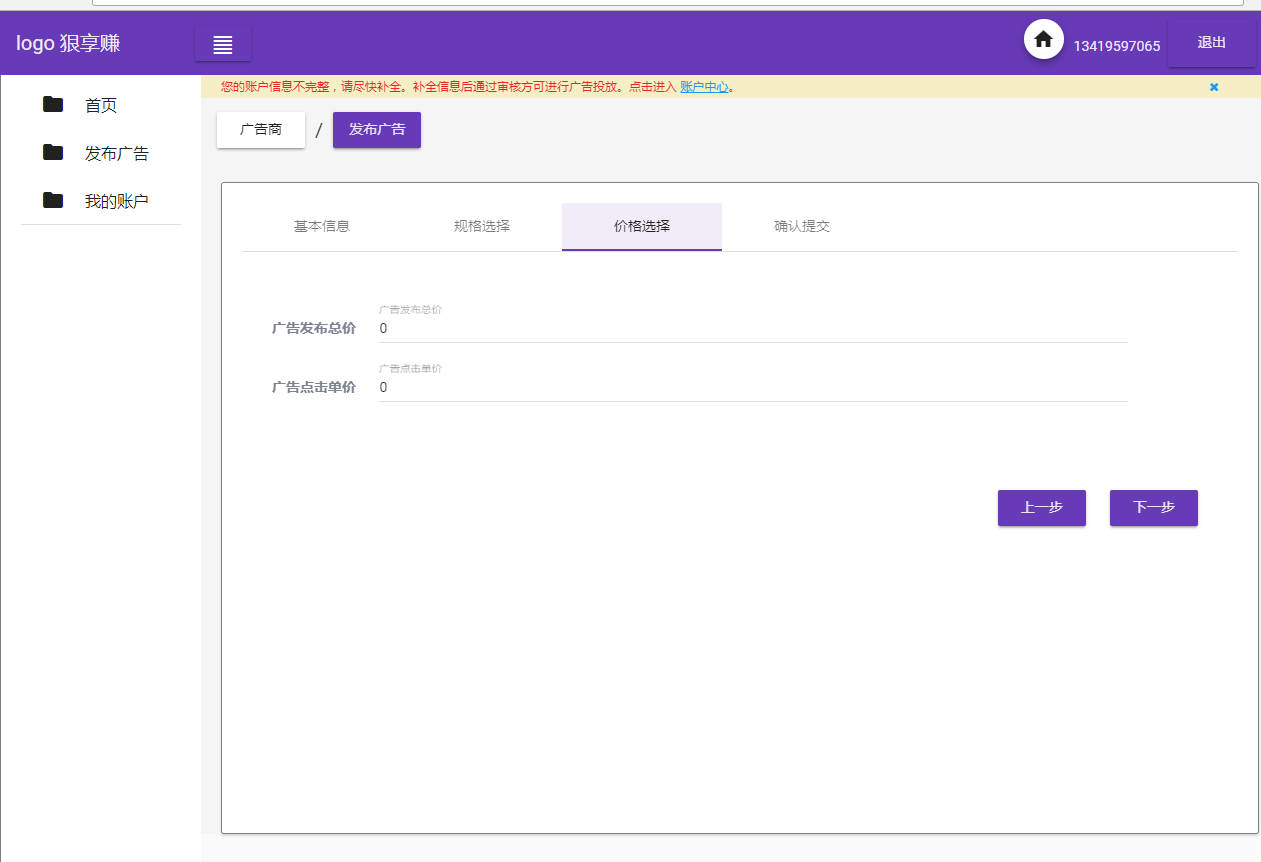 logo 狠享赚
13419597065
退出
首页
发布广告
我的账户
您的账户信息不完整，请尽快补全。补全信息后通过审核方可进行广告投放。点击进入 账户中心。
广告商 / 发布广告
基本信息 规格选择 价格选择 确认提交
广告发布总价
广告发布总价 0
广告点击单价
广告点击单价 0
上一步 下一步